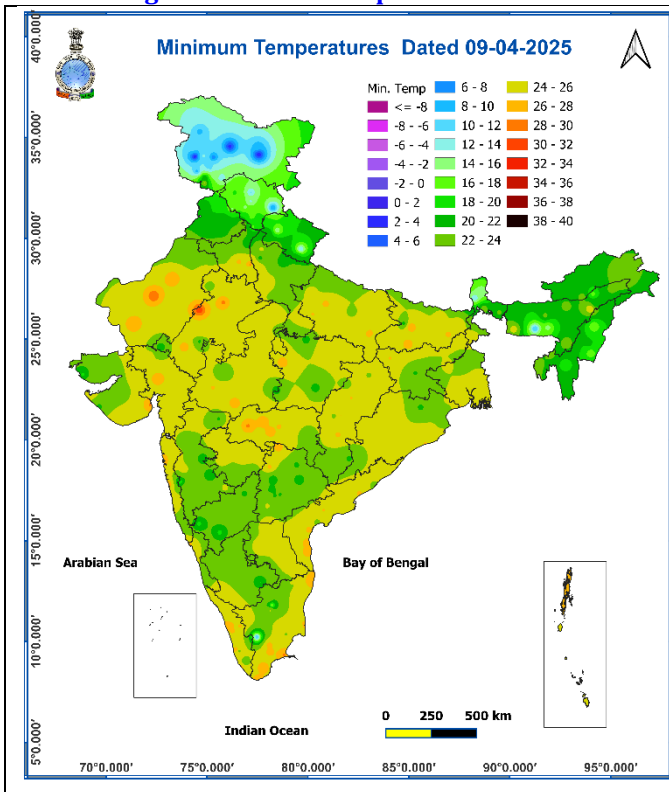 Minimum Temperatures Dated 09-04-2025
Min. Temp
<= -8
-8 - -6
-6 - -4
-4 - -2
-2 - 0
0 - 2
2 - 4
4 - 6
6 - 8
8 - 10
10 - 12
12 - 14
14 - 16
16 - 18
18 - 20
20 - 22
22 - 24
24 - 26
26 - 28
28 - 30
30 - 32
32 - 34
34 - 36
36 - 38
38 - 40
40°0.000'
35°0.000'
30°0.000'
25°0.000'
20°0.000'
15°0.000'
10°0.000'
5°0.000'
Arabian Sea
Bay of Bengal
Indian Ocean
0 250 500 km
70°0.000' 75°0.000' 80°0.000' 85°0.000' 90°0.000' 95°0.000'